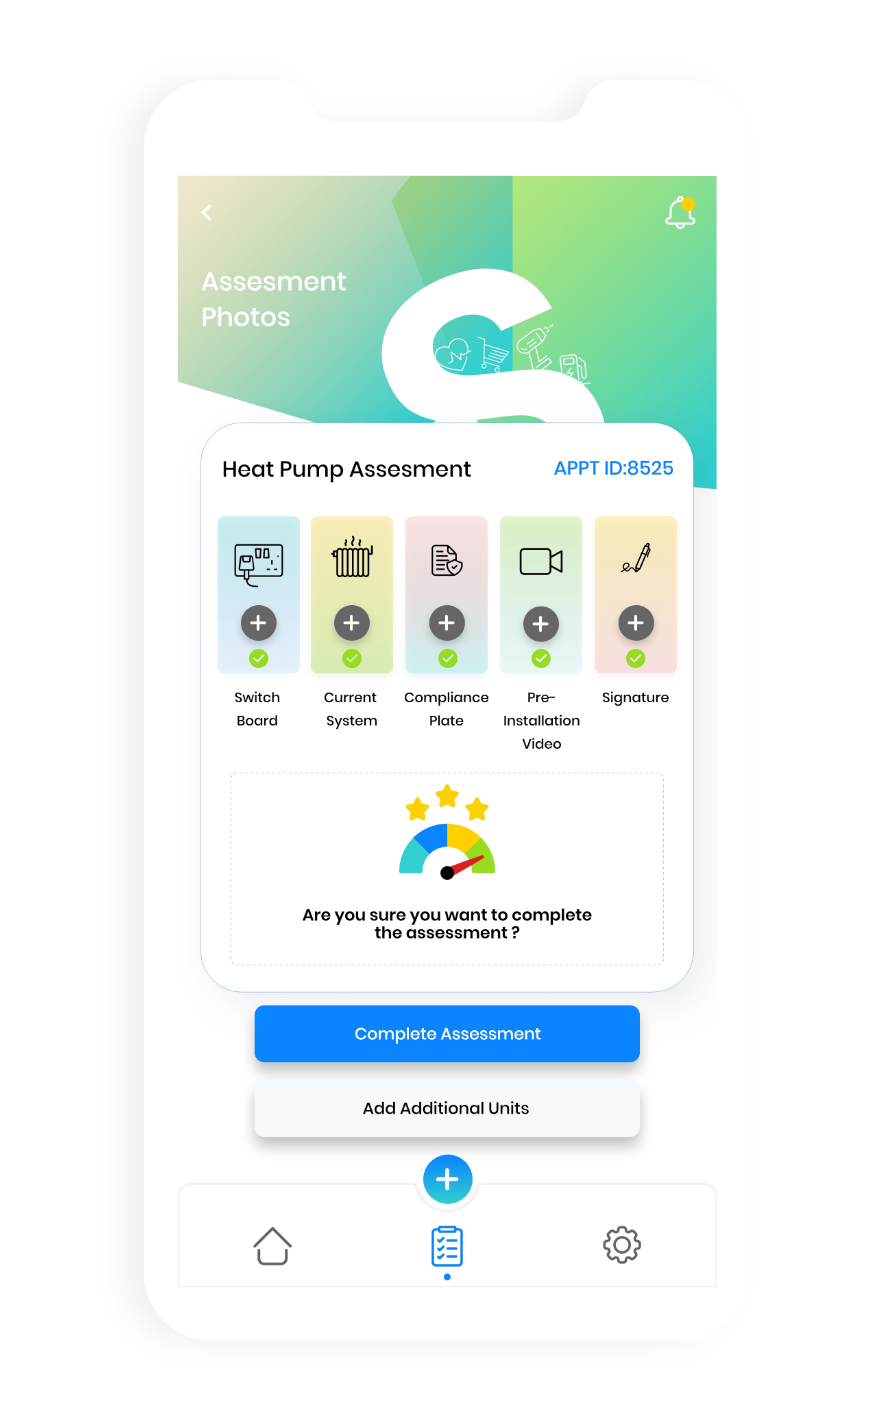 Assesment
Photos
Heat Pump Assesment
APPT ID:8525
Switch
Board
Current
System
Compliance
Plate
Pre-
Installation
Video
Signature
Are you sure you want to complete
the assessment ?
Complete Assessment
Add Additional Units